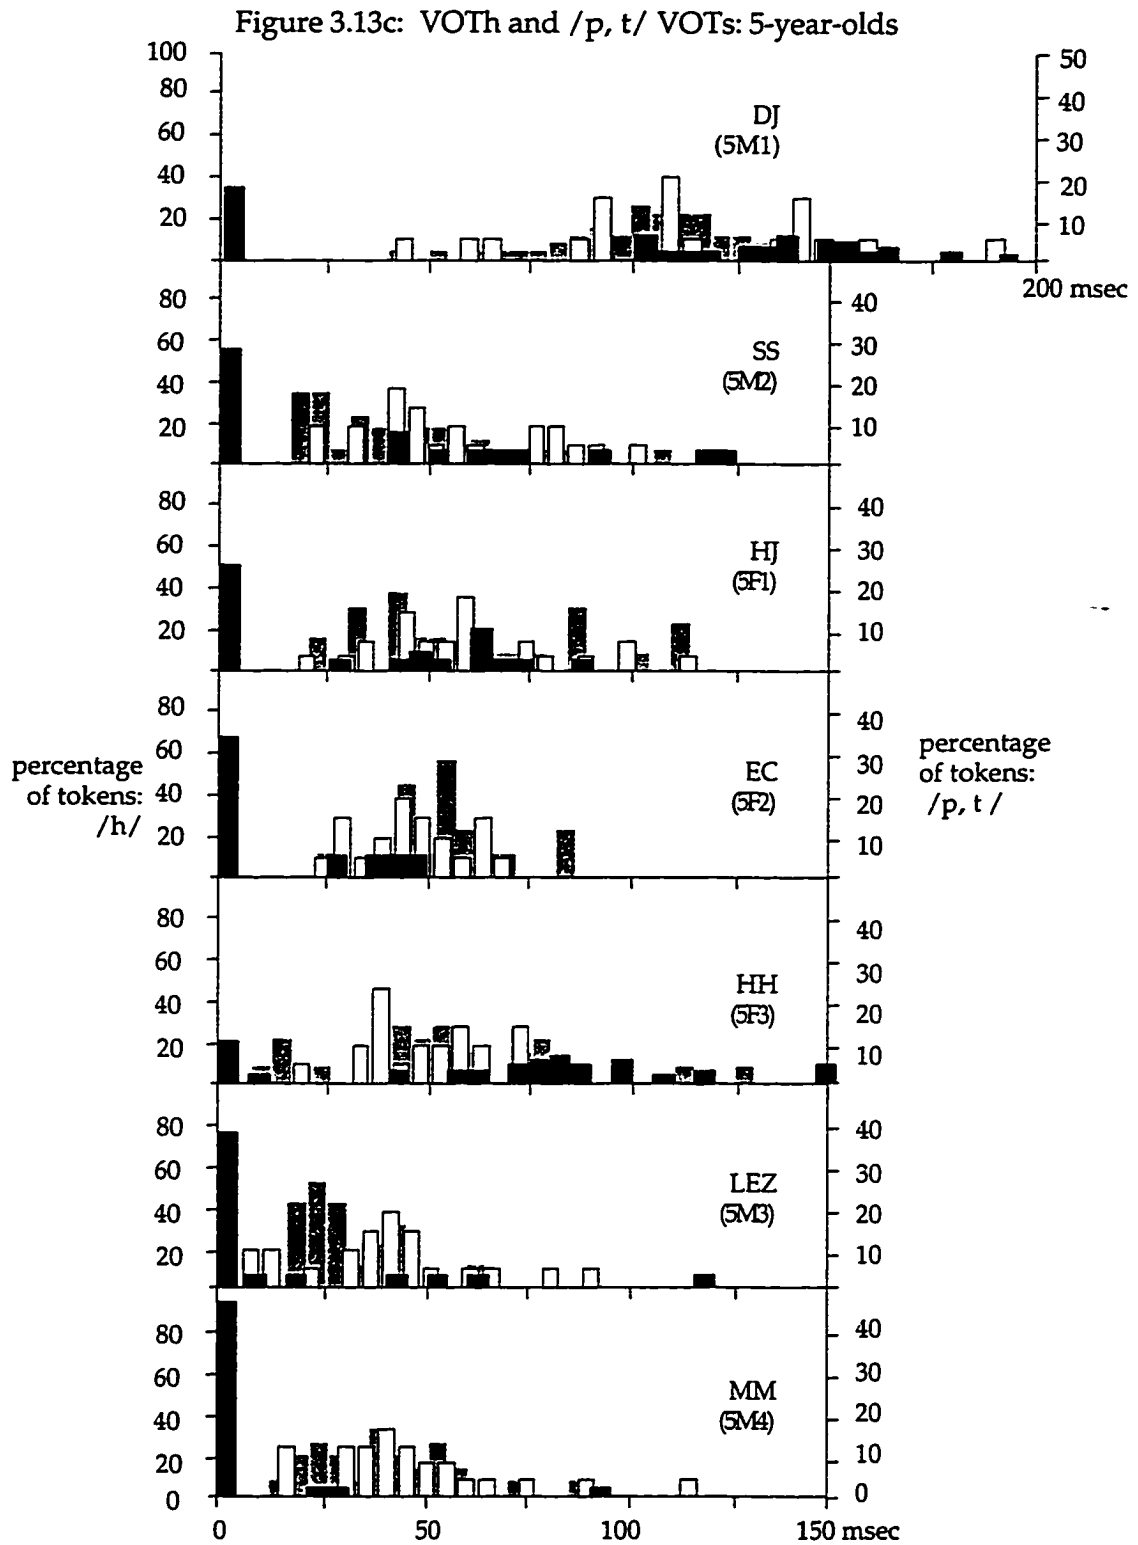 Figure 3.13c: VOTh and /p, t/ VOTs: 5-year-olds
100
80
60
40
20
50
40
30
20
10
DJ
(5M1)
200 msec
80
60
40
20
40
30
20
10
SS
(5M2)
80
60
40
20
40
30
20
10
HJ
(5F1)
80
60
40
20
40
30
20
10
EC
(5F2)
percentage
of tokens:
/h/
percentage
of tokens:
/p, t /
80
60
40
20
40
30
20
10
HH
(5F3)
80
60
40
20
40
30
20
10
LEZ
(5M3)
80
60
40
20
0
40
30
20
10
0
MM
(5M4)
0
50
100
150 msec